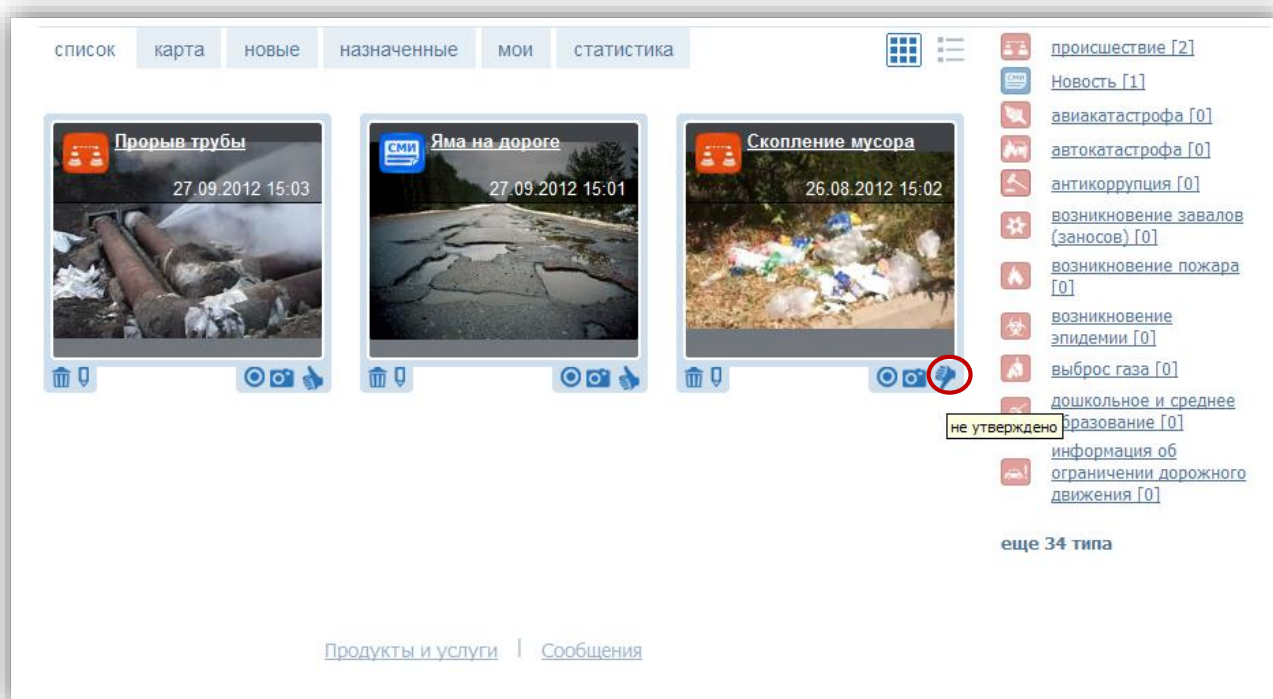 список карта новые назначенные мои статистика
Прорыв трубы
27.09.2012 15:03
СМИ
Яма на дороге
27.09.2012 15:01
Скопление мусора
26.08.2012 15:02
не утверждено
происшествие [2]
СМИ
Новость [1]
авиакатастрофа [0]
автокатастрофа [0]
антикоррупция [0]
возникновение завалов
(заносов) [0]
возникновение пожара
[0]
возникновение
эпидемии [0]
выброс газа [0]
дошкольное и среднее
бразование [0]
информация об
ограничении дорожного
движения [0]
еще 34 типа
Продукты и услуги | Сообщения